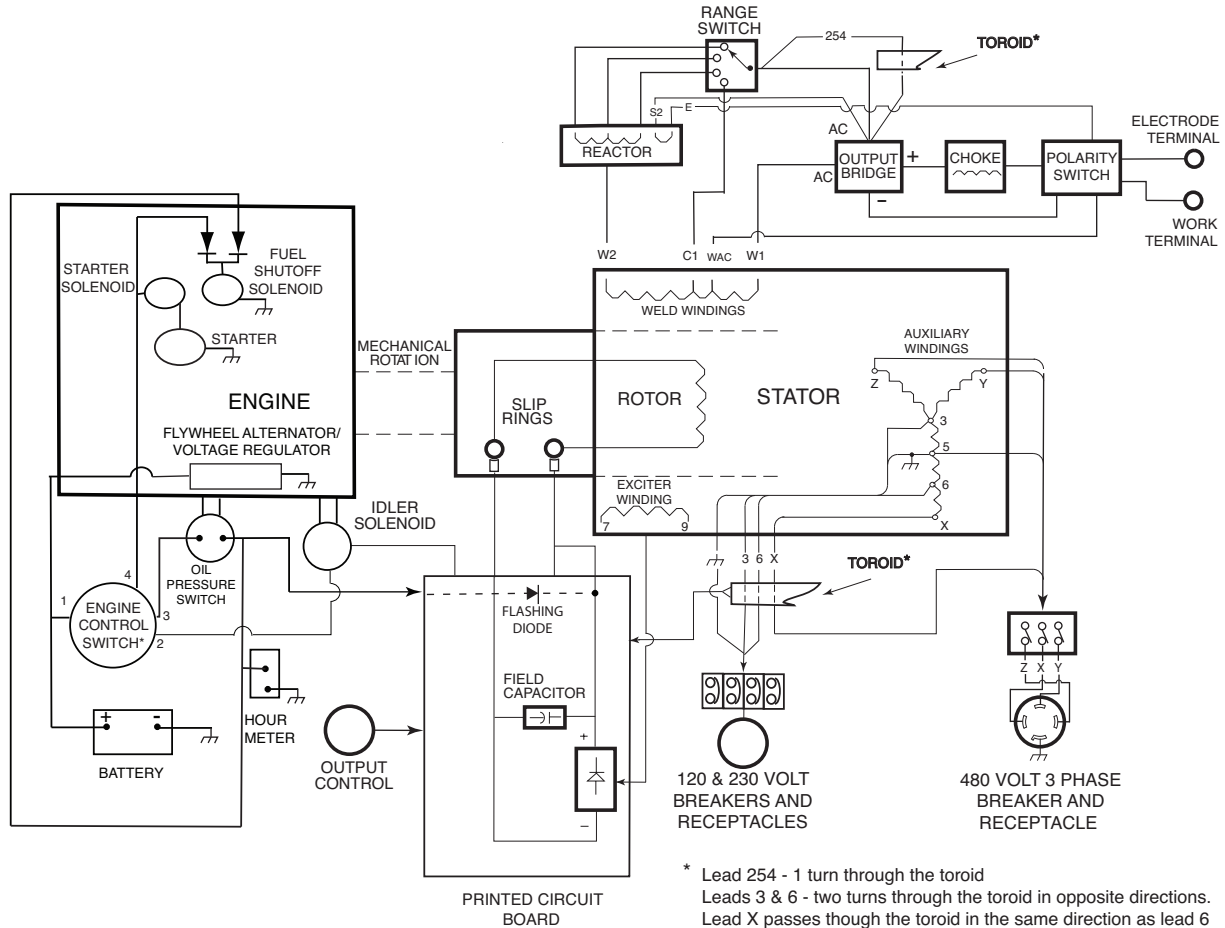 RANGE
SWITCH
254
TOROID*
S2
E
REACTOR
AC
AC
OUTPUT
BRIDGE
+
-
CHOKE
POLARITY
SWITCH
ELECTRODE
TERMINAL
WORK
TERMINAL
W2
C1
WAC
W1
WELD WINDINGS
STARTER
SOLENOID
FUEL
SHUTOFF
SOLENOID
STARTER
ENGINE
FLYWHEEL ALTERNATOR/
VOLTAGE REGULATOR
MECHANICAL
ROTATION
SLIP
RINGS
ROTOR
STATOR
AUXILIARY
WINDINGS
Z
Y
3
5
6
X
EXCITER
WINDING
7
9
IDLER
SOLENOID
OIL
PRESSURE
SWITCH
4
1
ENGINE
CONTROL
SWITCH*
3
2
3
6
X
TOROID*
FLASHING
DIODE
FIELD
CAPACITOR
+
-
HOUR
METER
+
-
BATTERY
OUTPUT
CONTROL
PRINTED CIRCUIT
BOARD
120 & 230 VOLT
BREAKERS AND
RECEPTACLES
Z
X
Y
480 VOLT 3 PHASE
BREAKER AND
RECEPTACLE
* Lead 254 - 1 turn through the toroid
Leads 3 & 6 - two turns through the toroid in opposite directions.
Lead X passes though the toroid in the same direction as lead 6